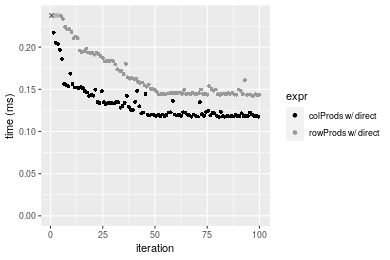 0.20
0.15
0.10
0.05
0.00
0
25
50
75
100
time (ms)
iteration
expr
colProds w/ direct
rowProds w/ direct